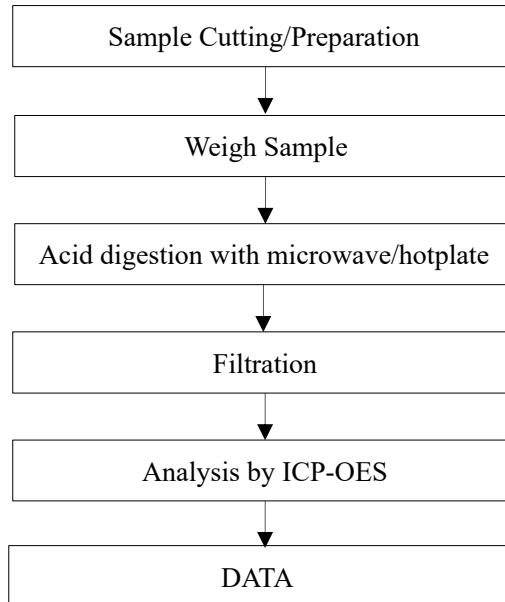 Sample Cutting/Preparation
Weigh Sample
Acid digestion with microwave/hotplate
Filtration
Analysis by ICP-OES
DATA